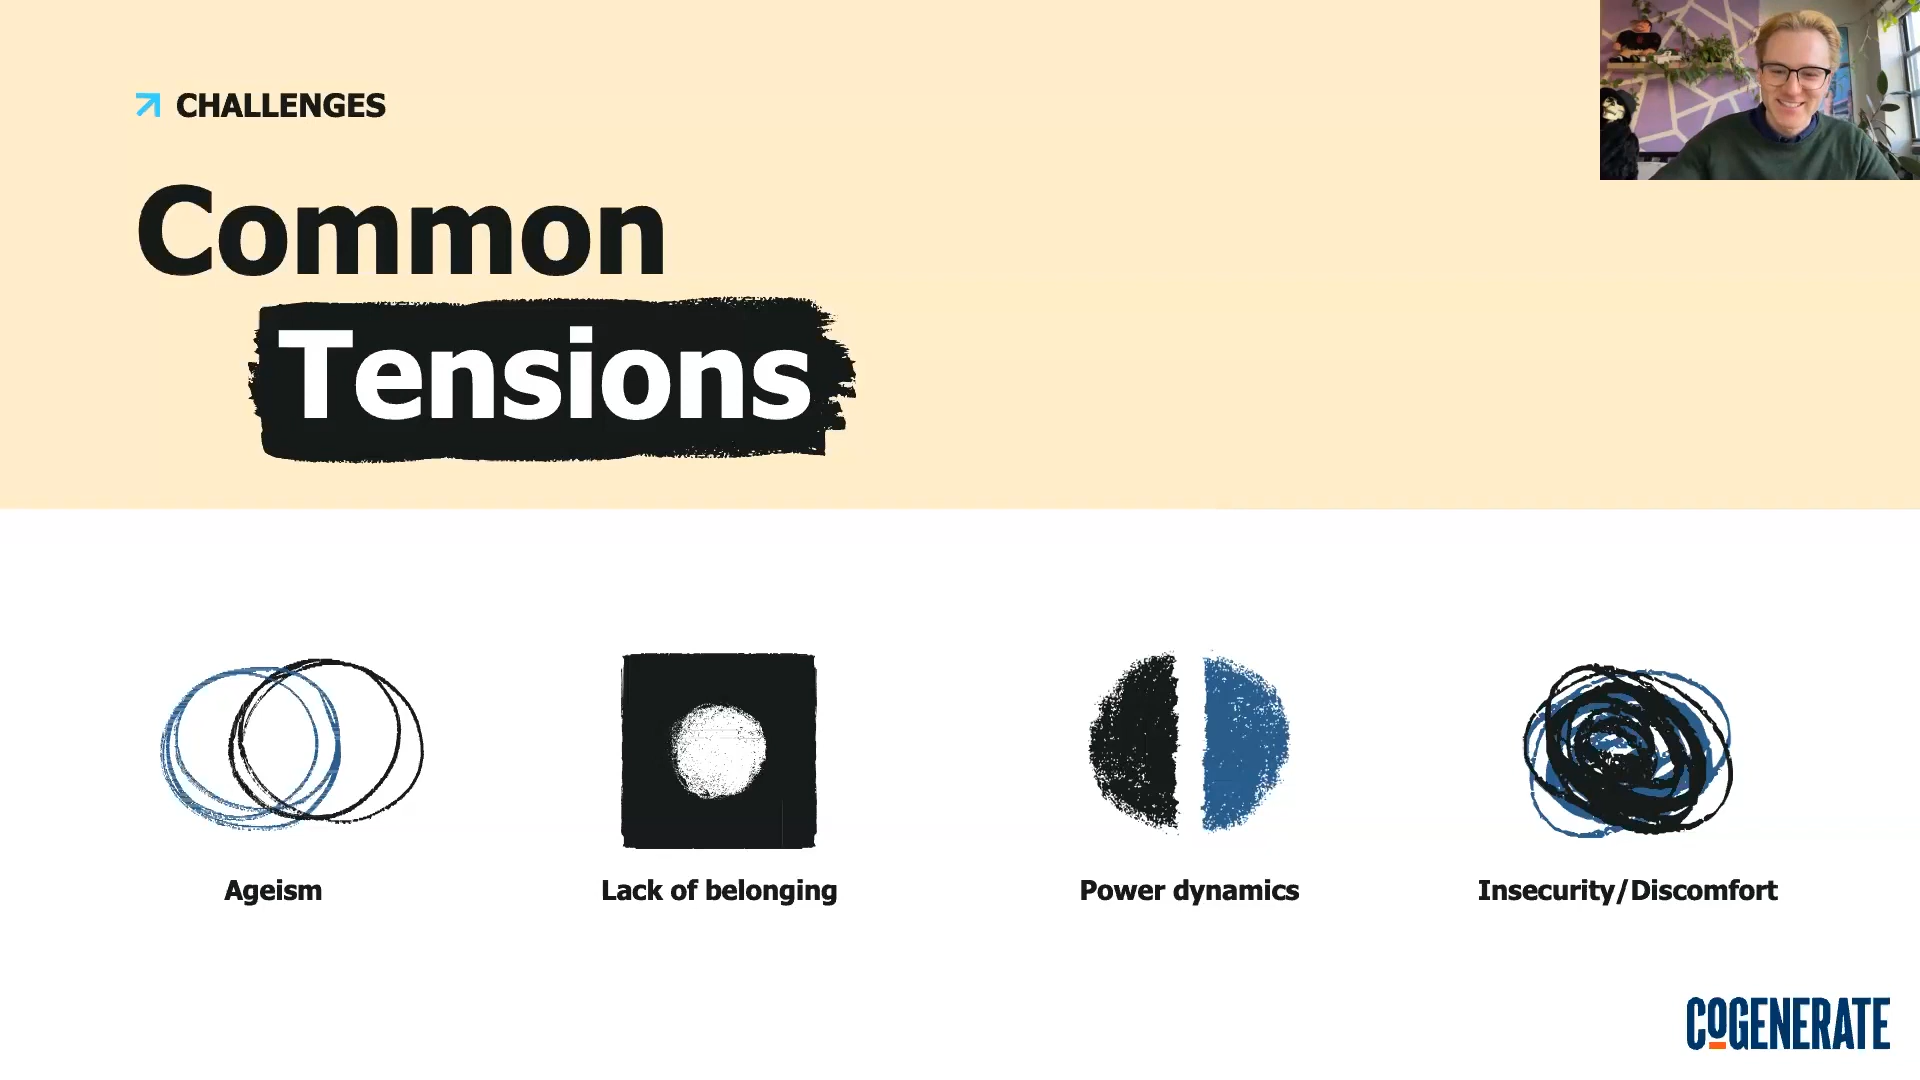 CHALLENGES
Common
Tensions
Ageism
Lack of belonging
Power dynamics
Insecurity/Discomfort
COGENERATE